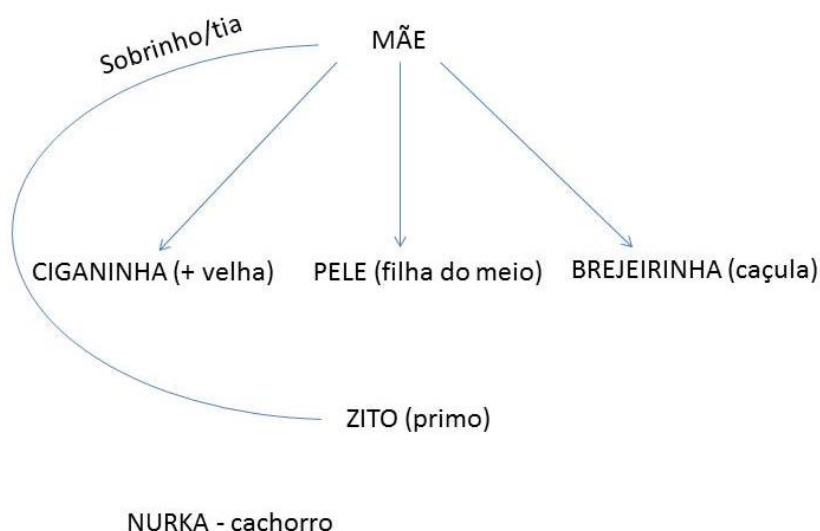 Sobrinho/tia
MÃE
CIGANINHA (+ velha)
PELE (filha do meio)
BREJEIRINHA (caçula)
ZITO (primo)
NURKA - cachorro